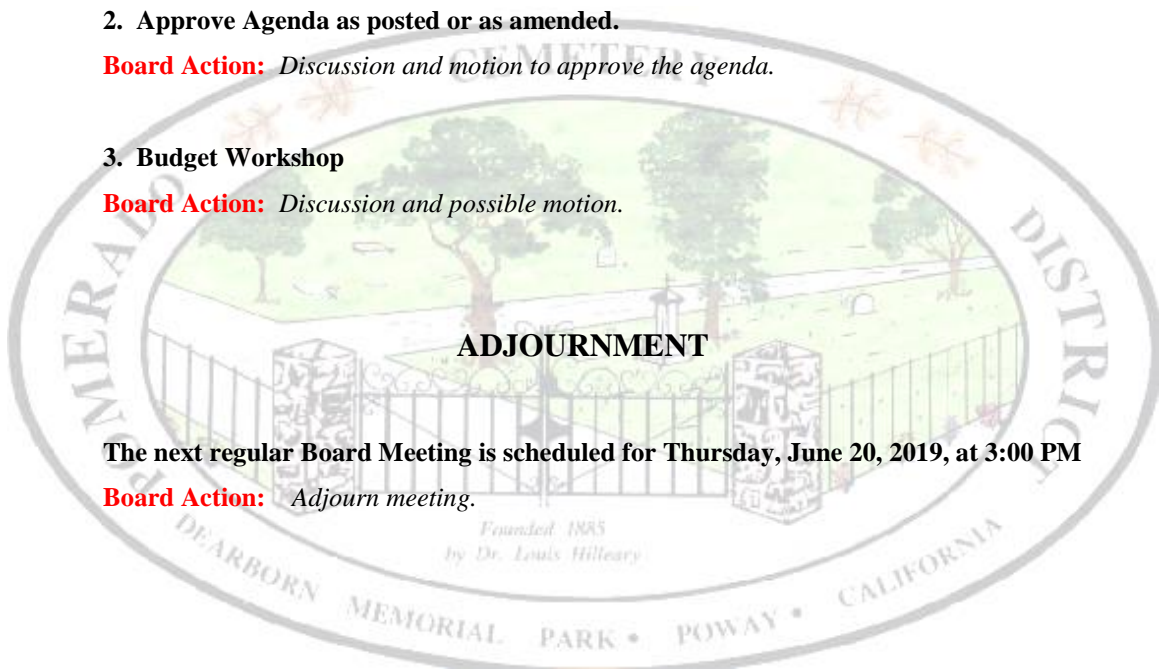 2. Approve Agenda as posted or as amended.
Board Action: Discussion and motion to approve the agenda.
3. Budget Workshop
Board Action: Discussion and possible motion.
ADJOURNMENT
The next regular Board Meeting is scheduled for Thursday, June 20, 2019, at 3:00 PM
Board Action: Adjourn meeting.
POMERADO CEMETERY DISTRICT
Founded 1885
by Dr. Louis Hilleary
DEARBORN MEMORIAL PARK • POWAY • CALIFORNIA